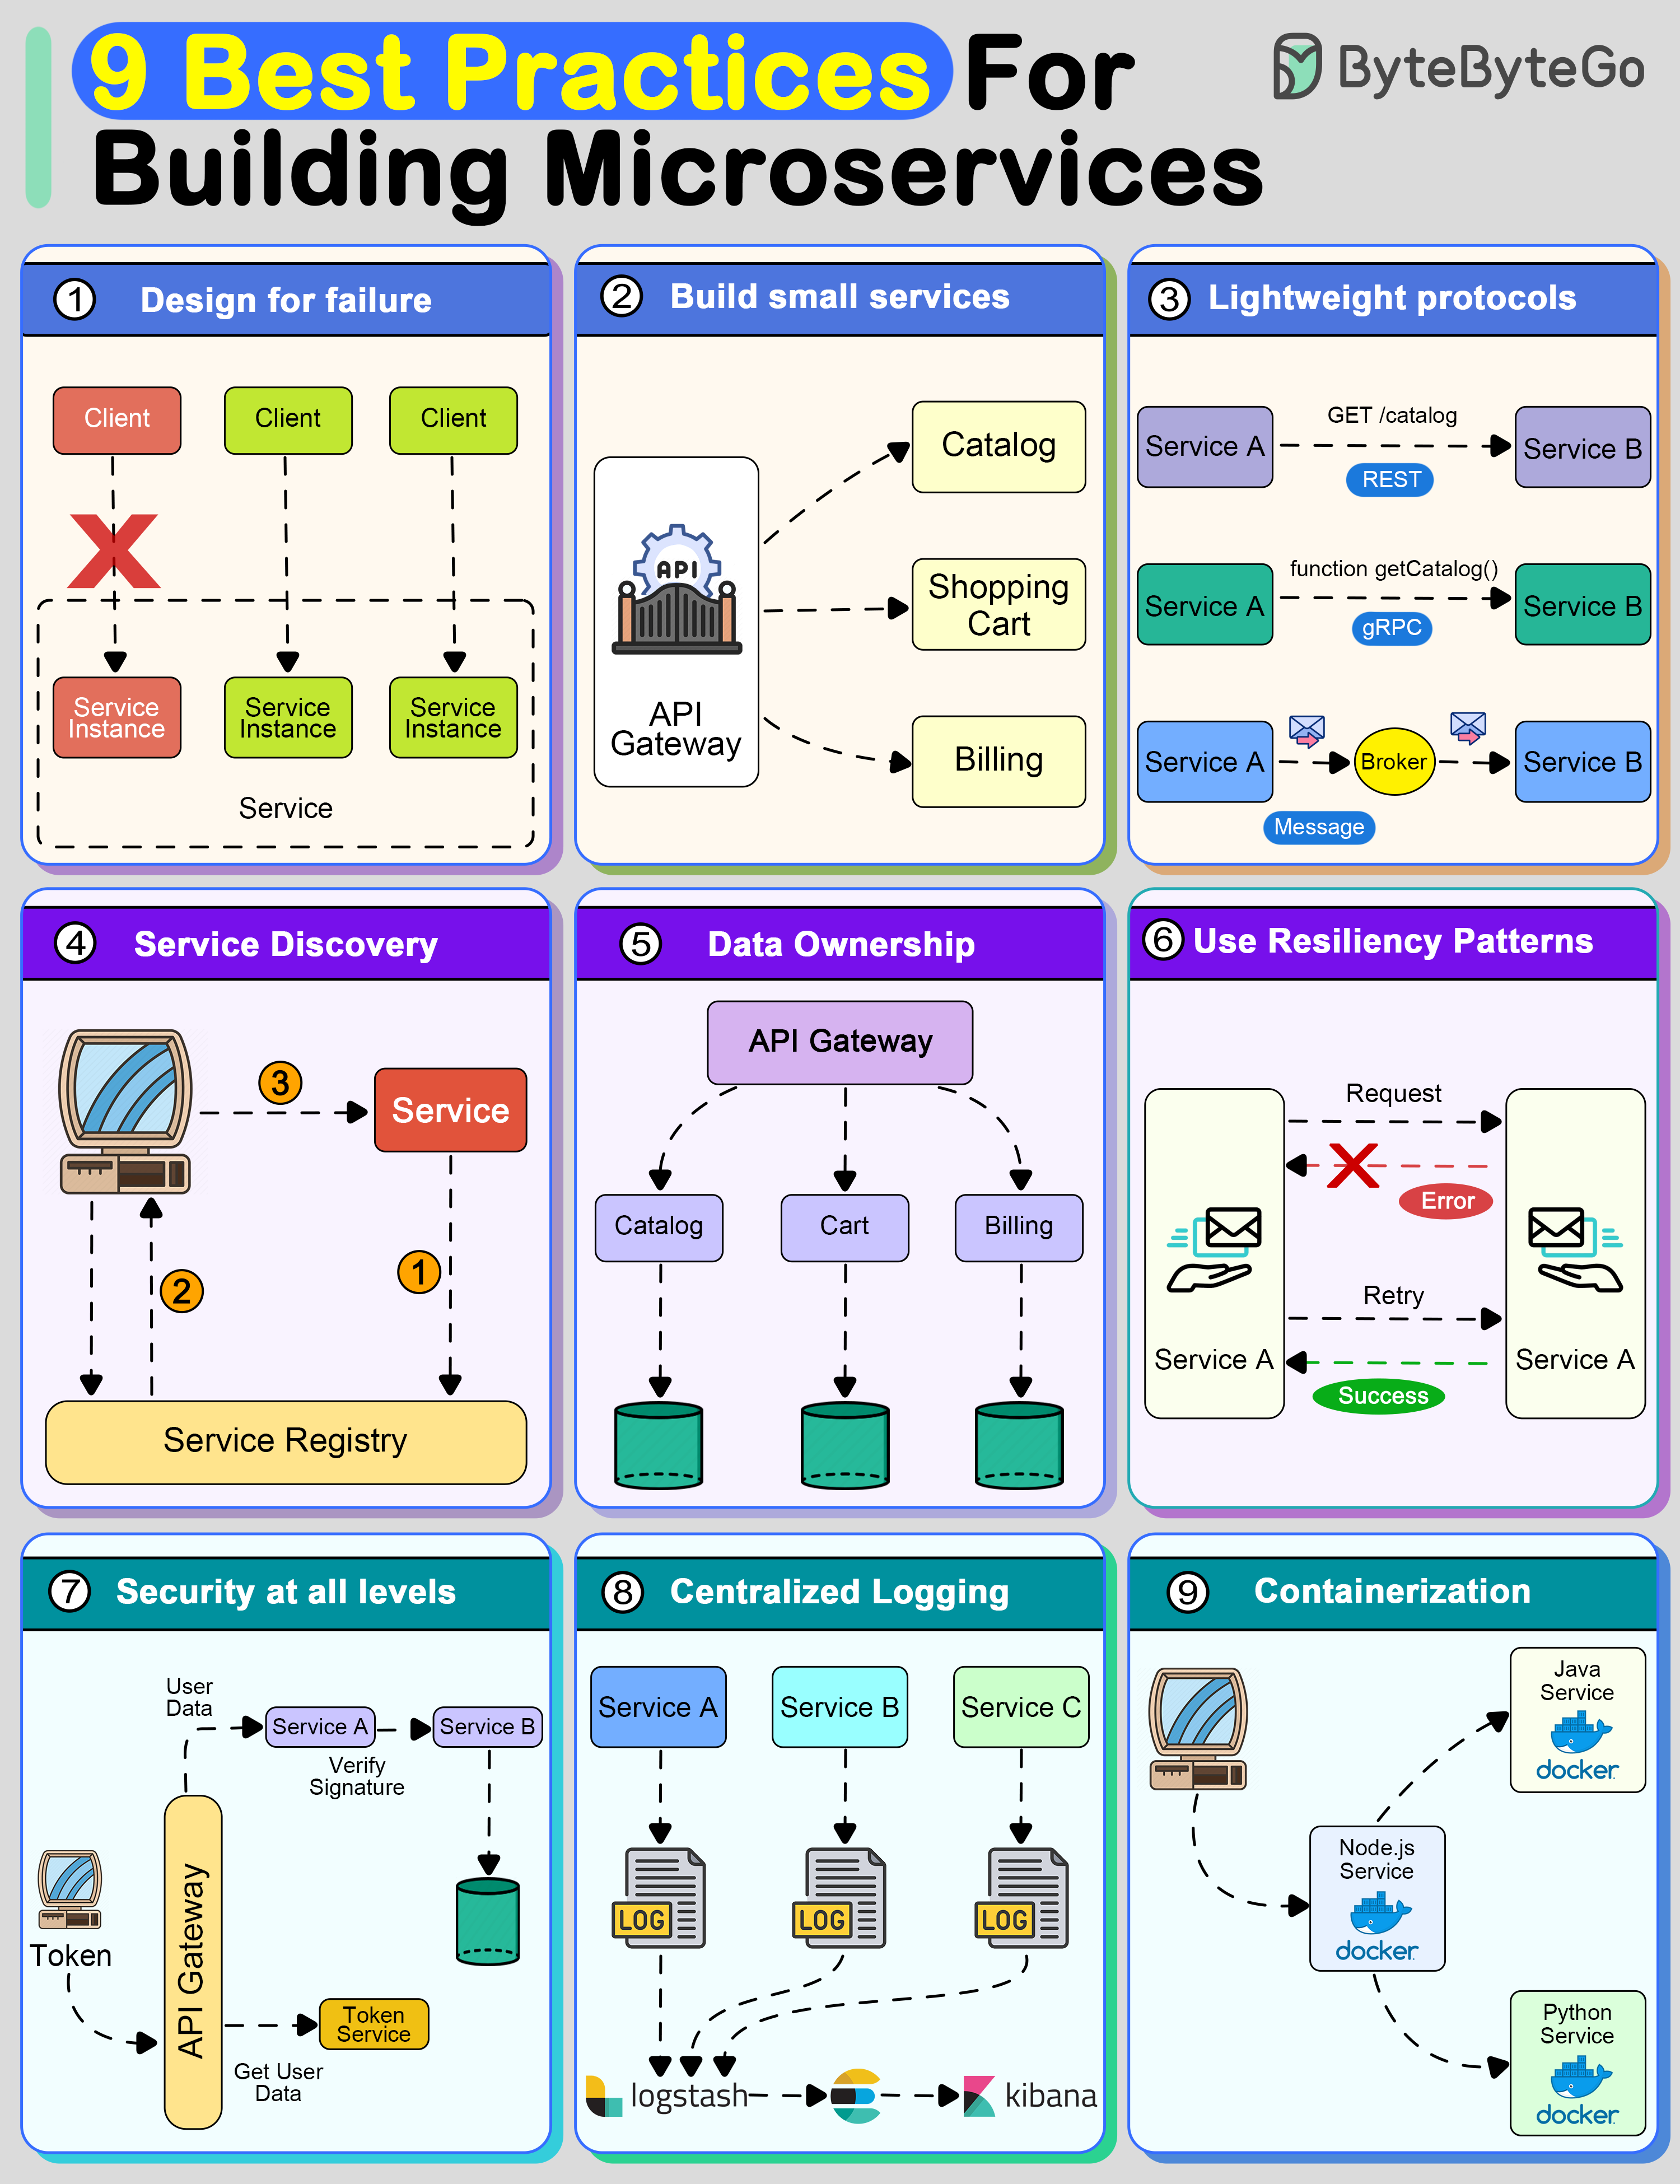 9 Best Practices For
Building Microservices
ByteByteGo
1 Design for failure
Client
Client
Client
Service
Instance
Service
Instance
Service
Instance
Service
2 Build small services
API
API
Gateway
Catalog
Shopping
Cart
Billing
3 Lightweight protocols
Service A
GET /catalog
REST
Service B
Service A
function getCatalog()
gRPC
Service B
Service A
Broker
Service B
Message
4 Service Discovery
3
Service
2
1
Service Registry
5 Data Ownership
API Gateway
Catalog
Cart
Billing
6 Use Resiliency Patterns
Request
Error
Retry
Service A
Service A
Success
7 Security at all levels
User
Data
Service A
Service B
Verify
Signature
Token
API Gateway
Token
Service
Get User
Data
8 Centralized Logging
Service A
Service B
Service C
LOG
LOG
LOG
logstash
kibana
9 Containerization
Java
Service
docker
Node.js
Service
docker
Python
Service
docker